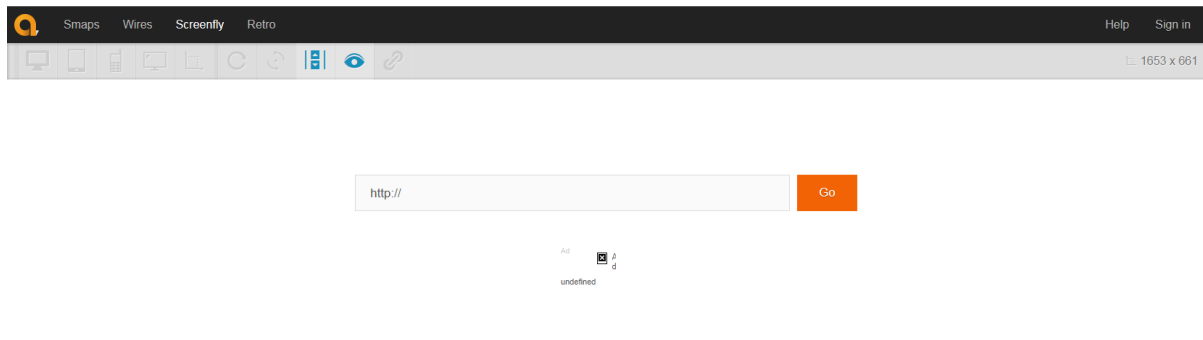 Smaps Wires Screenfly Retro Help Sign in
1653 x 661
http:// Go
Ad
A
d
undefined